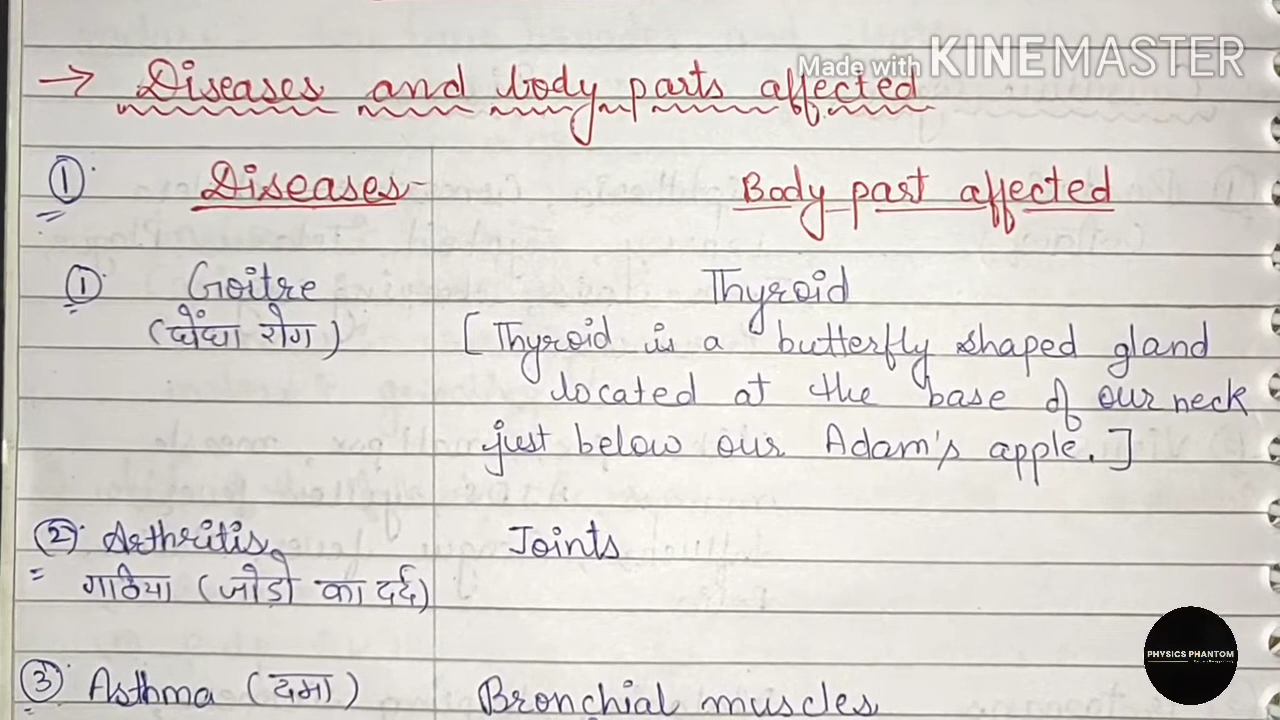 Made with KINEMASTER
→ Diseases and body parts affected
① Diseases Body part affected
① Goitre Thyroid
(घेंघा रोग) [Thyroid is a butterfly shaped gland
located at the base of our neck
just below our Adam's apple.]
② Arthritis Joints
गठिया (जोड़ो का दर्द)
③ Asthma (दमा) Bronchial muscles
PHYSICS PHANTOM